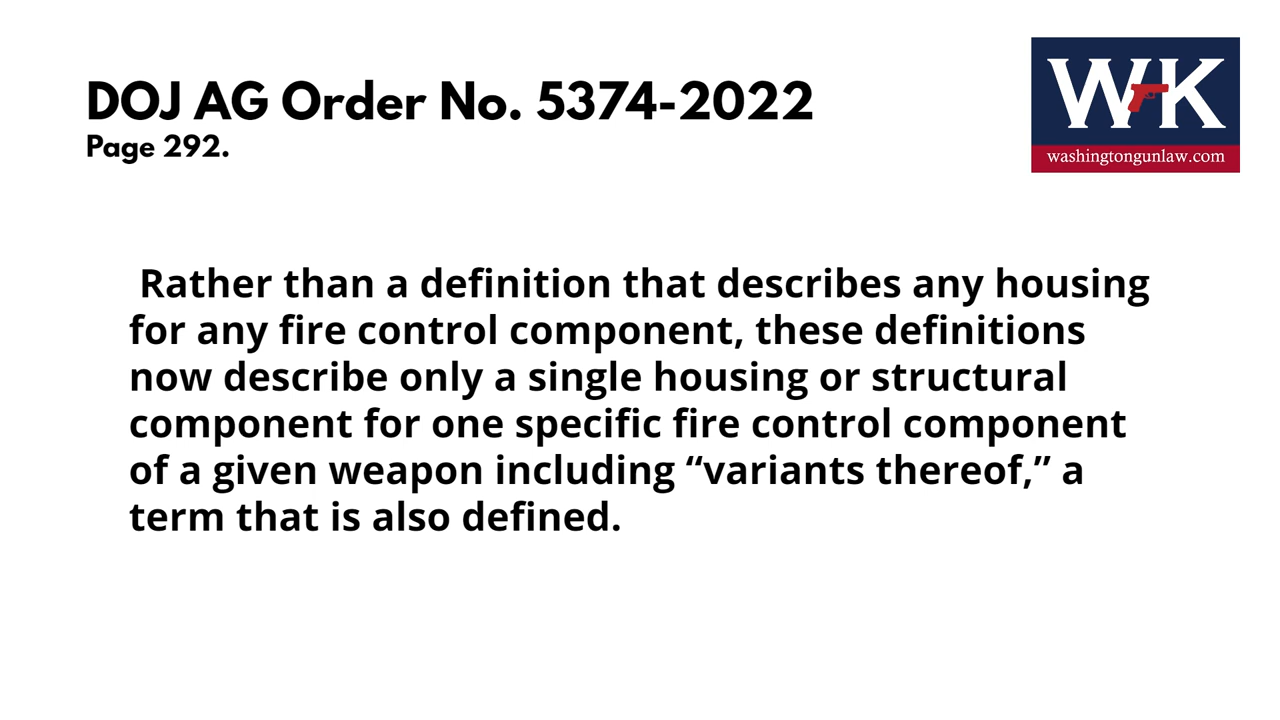 DOJ AG Order No. 5374-2022
Page 292.
WK
washingtongunlaw.com
Rather than a definition that describes any housing
for any fire control component, these definitions
now describe only a single housing or structural
component for one specific fire control component
of a given weapon including “variants thereof,” a
term that is also defined.